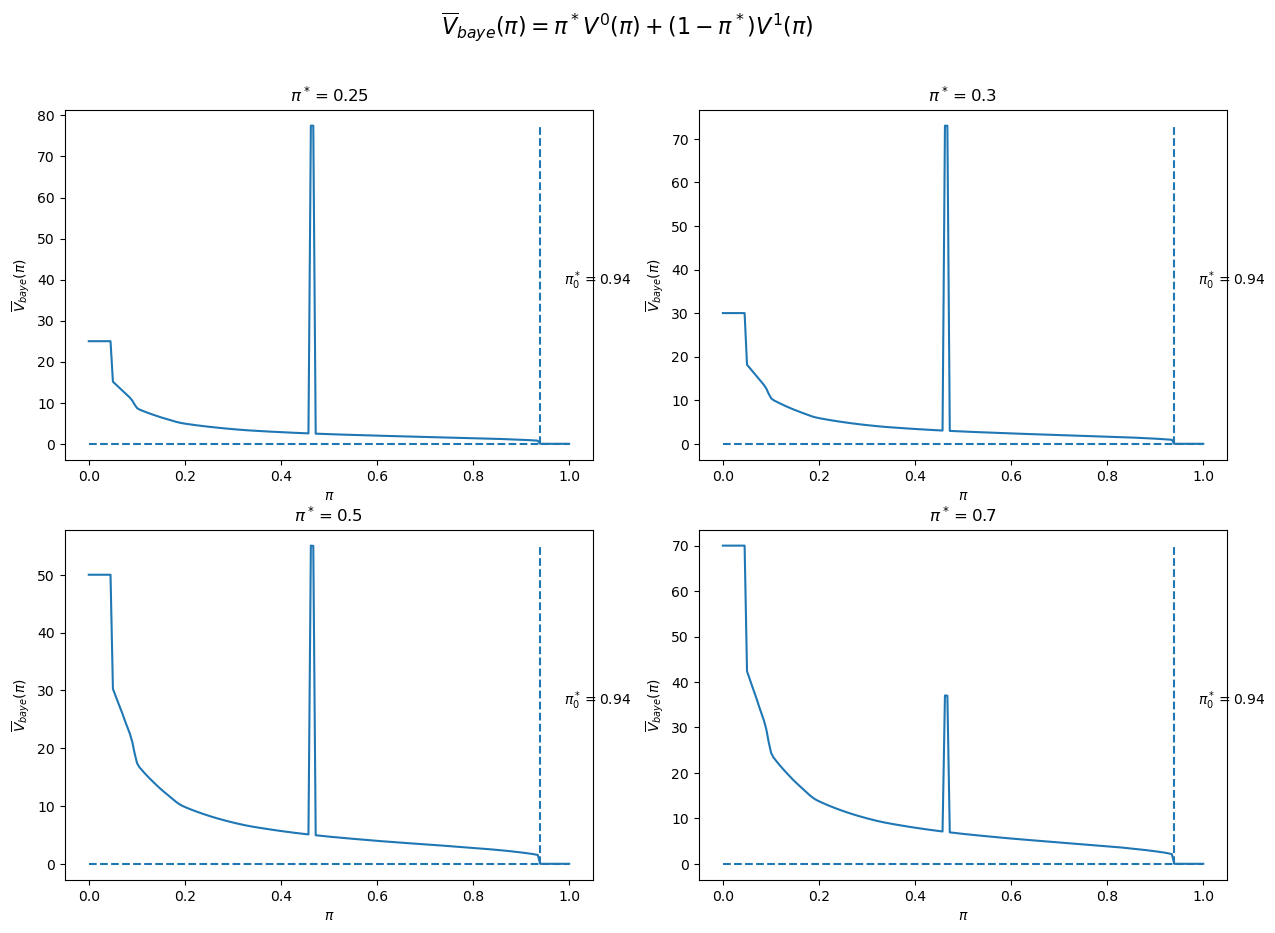 $\overline{V}_{baye}(\pi) = \pi^* V^0(\pi) + (1 - \pi^*)V^1(\pi)$
$\pi^* = 0.25$
80
70
60
50
40
30
20
10
0
$\overline{V}_{baye}(\pi)$
$\pi_0^* = 0.94$
0.0 0.2 0.4 0.6 0.8 1.0
$\pi$
$\pi^* = 0.3$
70
60
50
40
30
20
10
0
$\overline{V}_{baye}(\pi)$
$\pi_0^* = 0.94$
0.0 0.2 0.4 0.6 0.8 1.0
$\pi$
$\pi^* = 0.5$
50
40
30
20
10
0
$\overline{V}_{baye}(\pi)$
$\pi_0^* = 0.94$
0.0 0.2 0.4 0.6 0.8 1.0
$\pi$
$\pi^* = 0.7$
70
60
50
40
30
20
10
0
$\overline{V}_{baye}(\pi)$
$\pi_0^* = 0.94$
0.0 0.2 0.4 0.6 0.8 1.0
$\pi$